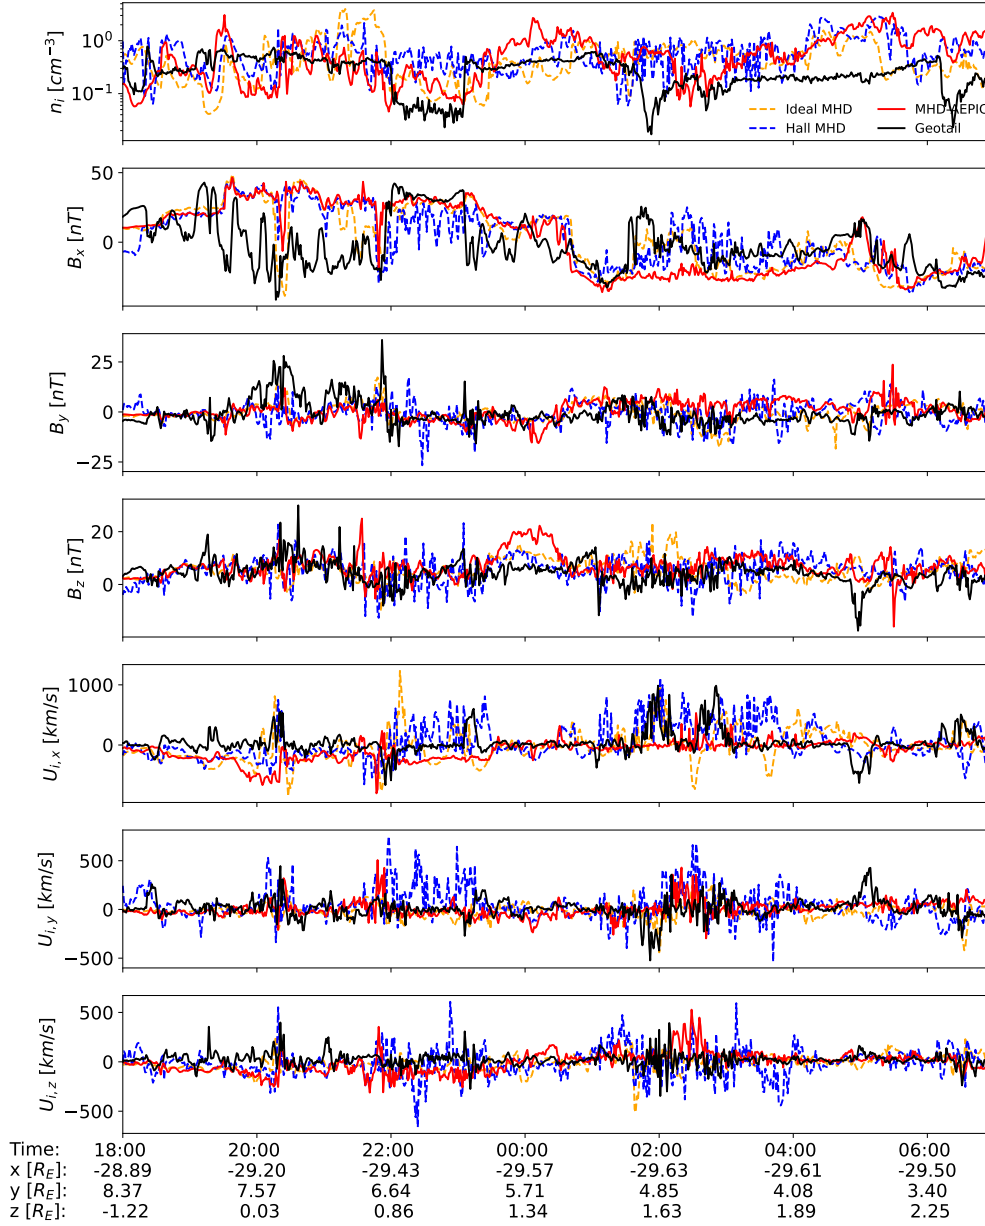 n_i [cm^{-3}]
10^0
10^{-1}
Ideal MHD
Hall MHD
MHD-AEPIC
Geotail
B_x [nT]
50
0
B_y [nT]
25
0
−25
B_z [nT]
20
0
U_{i,x} [km/s]
1000
0
U_{i,y} [km/s]
500
0
−500
U_{i,z} [km/s]
500
0
−500
Time: 18:00 20:00 22:00 00:00 02:00 04:00 06:00
x [R_E]: -28.89 -29.20 -29.43 -29.57 -29.63 -29.61 -29.50
y [R_E]: 8.37 7.57 6.64 5.71 4.85 4.08 3.40
z [R_E]: -1.22 0.03 0.86 1.34 1.63 1.89 2.25